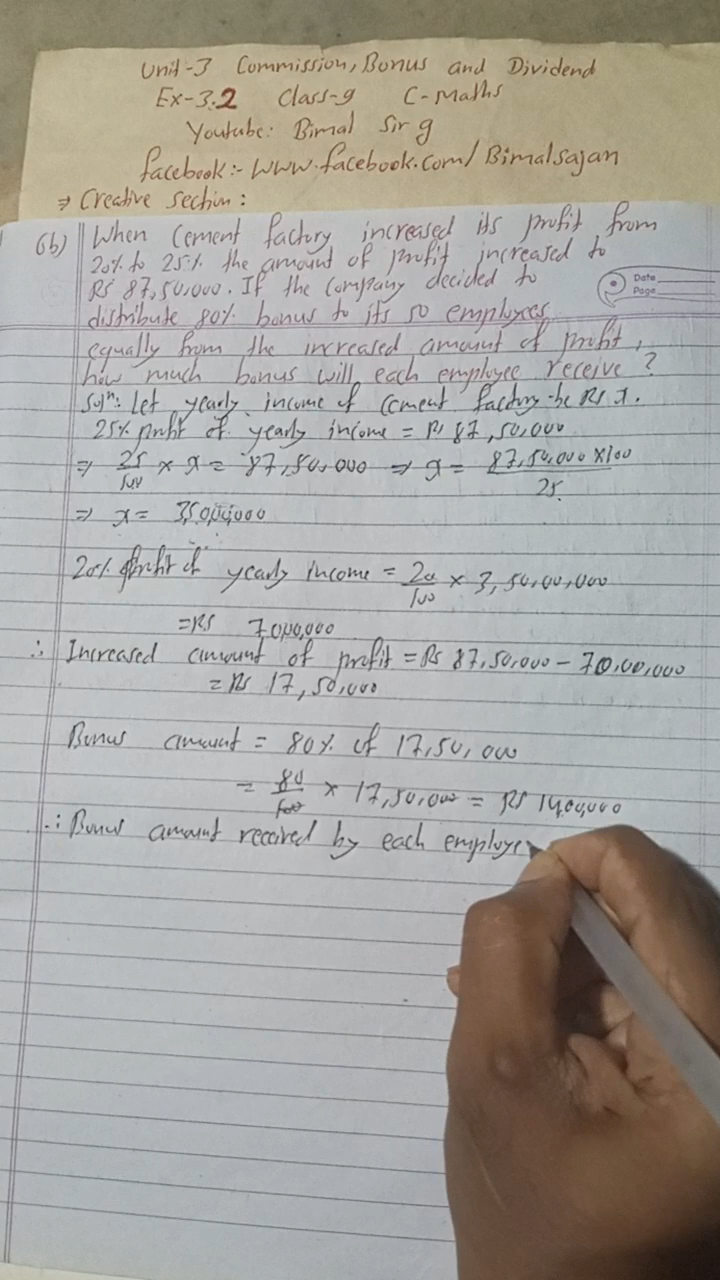 Unit-3 Commission, Bonus and Dividend
Ex-3.2 Class-9 C-Maths
Youtube: Bimal Sir g
facebook:- www.facebook.com/Bimalsajan
⇒ Creative section:
6b) When Cement factory increased its profit from
20% to 25% the amount of profit increased to
Rs 87,50,000. If the company decided to
distribute 80% bonus to its 50 employees
equally from the increased amount of profit,
how much bonus will each employee receive?
Date
Page
Solⁿ: Let yearly income of cement factory be Rs x.
25% profit of yearly income = Rs 87,50,000
⇒ 25/100 × x = 87,50,000 ⇒ x = 87,50,000 × 100 / 25
⇒ x = 35000000
20% profit of yearly income = 20/100 × 3,50,00,000
= Rs 7000,000
∴ Increased amount of profit = Rs 87,50,000 - 70,00,000
= Rs 17,50,000
Bonus amount = 80% of 17,50,000
= 80/100 × 17,50,000 = Rs 1400,000
∴ Bonus amount received by each employe